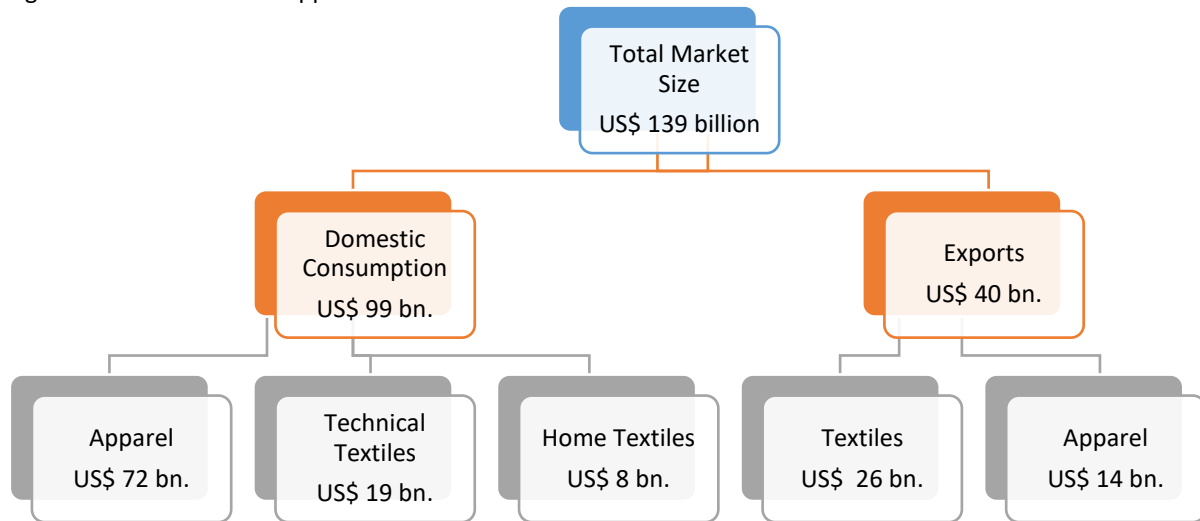 Total Market
Size
US$ 139 billion
Domestic
Consumption
US$ 99 bn.
Exports
US$ 40 bn.
Apparel
US$ 72 bn.
Technical
Textiles
US$ 19 bn.
Home Textiles
US$ 8 bn.
Textiles
US$  26 bn.
Apparel
US$ 14 bn.